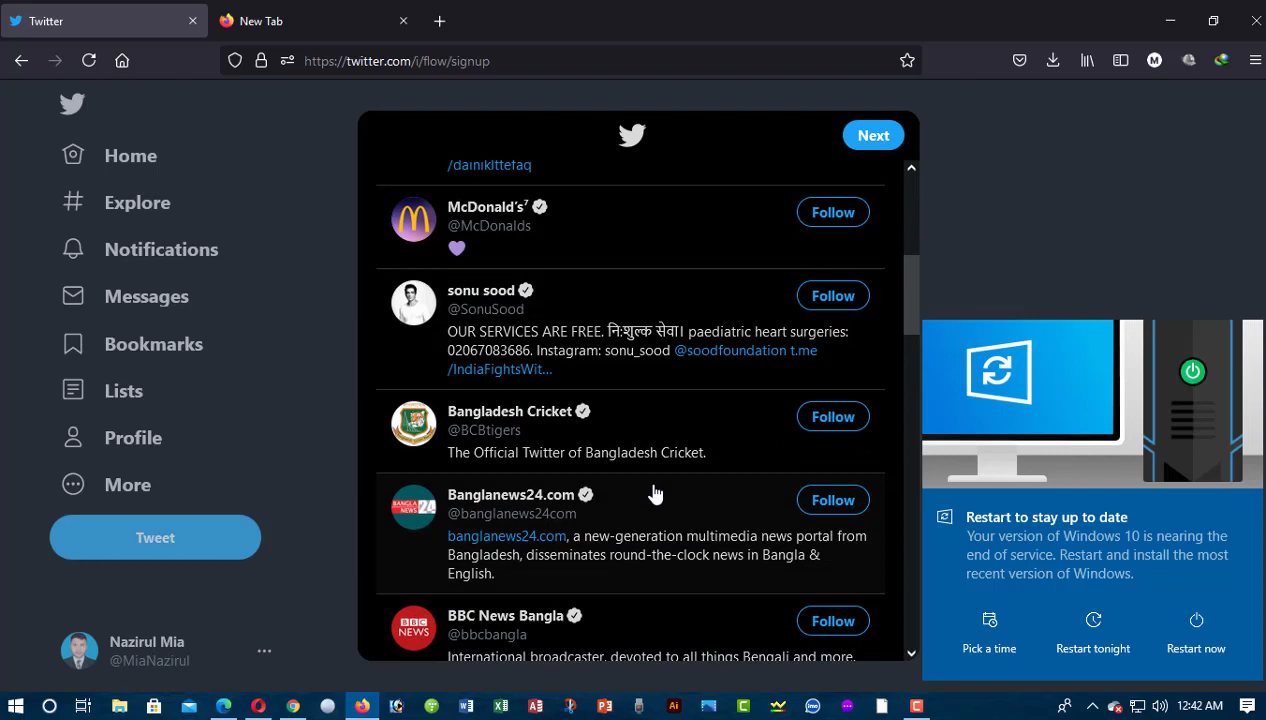 Twitter
New Tab
https://twitter.com/i/flow/signup
Home
Explore
Notifications
Messages
Bookmarks
Lists
Profile
More
Tweet
Nazirul Mia
@MiaNazirul
Next
/dainikIttefaq
McDonald's⁷
@McDonalds
Follow
sonu sood
@SonuSood
OUR SERVICES ARE FREE. नि:शुल्क सेवा। paediatric heart surgeries:
02067083686. Instagram: sonu_sood @soodfoundation t.me
/IndiaFightsWit...
Follow
Bangladesh Cricket
@BCBtigers
The Official Twitter of Bangladesh Cricket.
Follow
Banglanews24.com
@banglanews24com
banglanews24.com, a new-generation multimedia news portal from
Bangladesh, disseminates round-the-clock news in Bangla &
English.
Follow
BBC News Bangla
@bbcbangla
International broadcaster, devoted to all things Bengali and more.
Follow
BANGLA
NEWS 24
BBC
NEWS
Restart to stay up to date
Your version of Windows 10 is nearing the
end of service. Restart and install the most
recent version of Windows.
Pick a time
Restart tonight
Restart now
12:42 AM